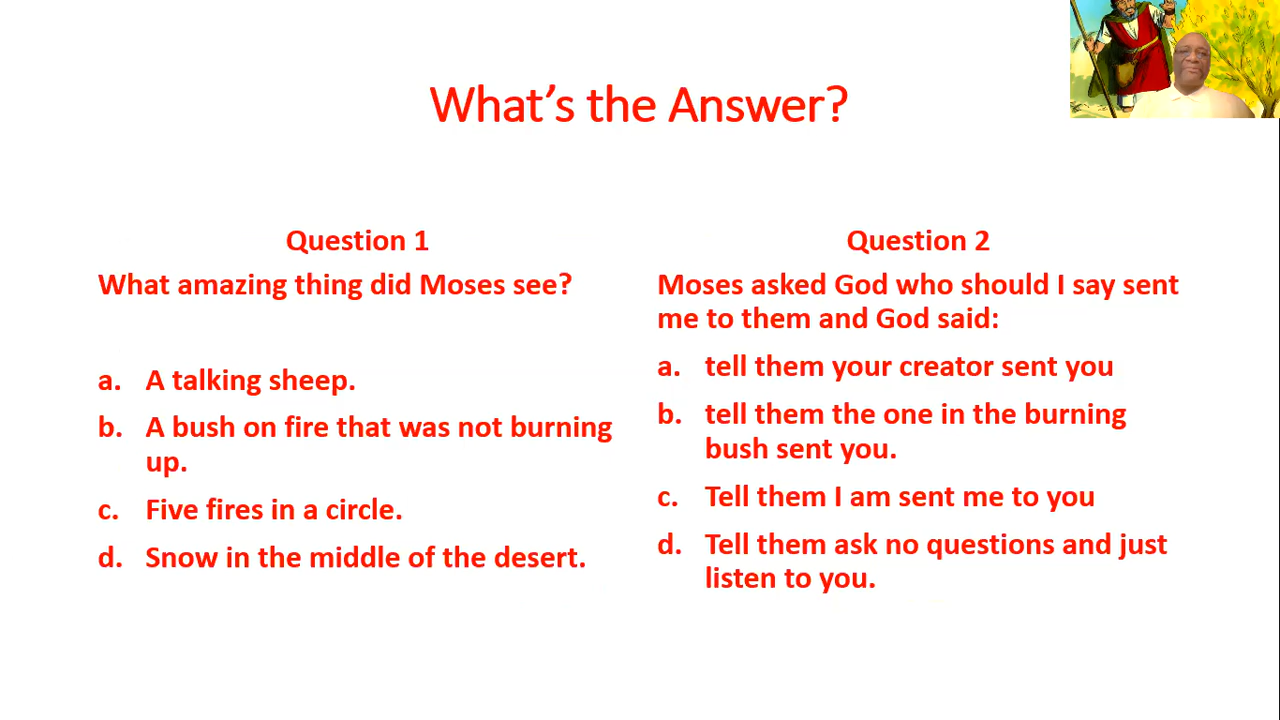 What's the Answer?
Question 1
What amazing thing did Moses see?
a. A talking sheep.
b. A bush on fire that was not burning
up.
c. Five fires in a circle.
d. Snow in the middle of the desert.
Question 2
Moses asked God who should I say sent
me to them and God said:
a. tell them your creator sent you
b. tell them the one in the burning
bush sent you.
c. Tell them I am sent me to you
d. Tell them ask no questions and just
listen to you.